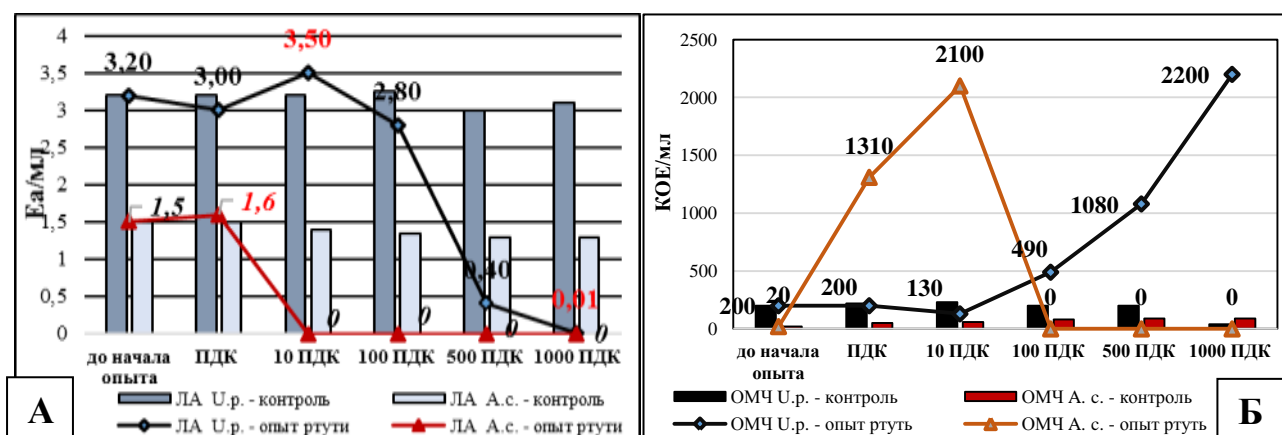 4
3,5
3
2,5
2
1,5
1
0,5
0
Еа/мл
3,20
3,00
3,50
2,80
0,40
0,01
1,5
1,6
0
0
0
0
до начала опыта
ПДК
10 ПДК
100 ПДК
500 ПДК
1000 ПДК
ЛА U.p. - контроль
ЛА A.c. - контроль
ЛА U.p. - опыт ртути
ЛА A.c. - опыт ртути
А
2500
2000
1500
1000
500
0
КОЕ/мл
200
20
200
130
490
1080
2200
1310
2100
0
0
0
до начала
опыта
ПДК
10 ПДК
100 ПДК
500 ПДК
1000 ПДК
ОМЧ U.p. - контроль
ОМЧ A. c. - контроль
ОМЧ U.p. - опыт ртуть
ОМЧ A. c. - опыт ртуть
Б